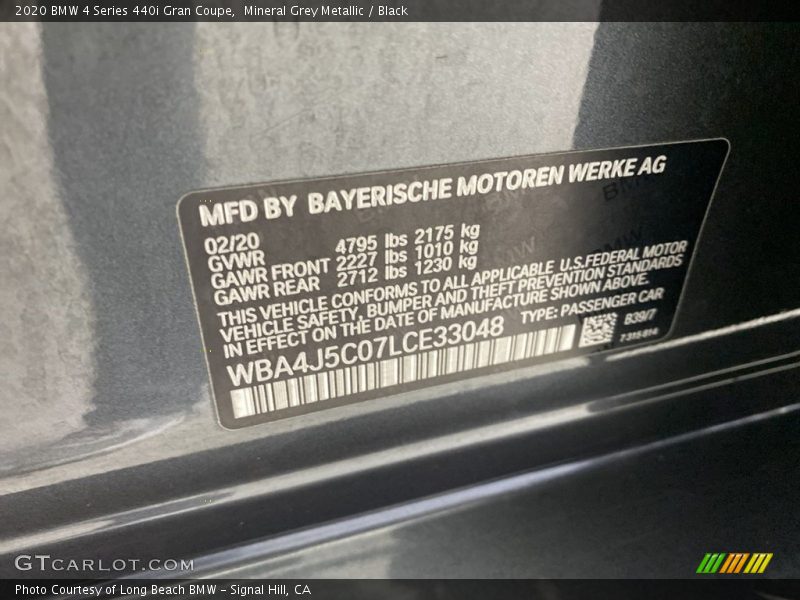 2020 BMW 4 Series 440i Gran Coupe, Mineral Grey Metallic / Black
MFD BY BAYERISCHE MOTOREN WERKE AG
02/20
GVWR 4795 lbs 2175 kg
GAWR FRONT 2227 lbs 1010 kg
GAWR REAR 2712 lbs 1230 kg
THIS VEHICLE CONFORMS TO ALL APPLICABLE U.S.FEDERAL MOTOR
VEHICLE SAFETY, BUMPER AND THEFT PREVENTION STANDARDS
IN EFFECT ON THE DATE OF MANUFACTURE SHOWN ABOVE.
WBA4J5C07LCE33048 TYPE: PASSENGER CAR
B39/7
7315414
GTCARLOT.COM
Photo Courtesy of Long Beach BMW - Signal Hill, CA